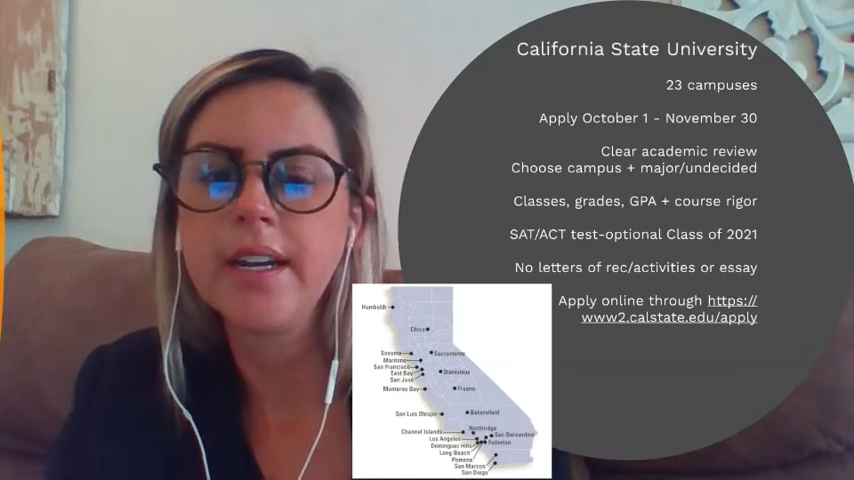 California State University
23 campuses
Apply October 1 - November 30
Clear academic review
Choose campus + major/undecided
Classes, grades, GPA + course rigor
SAT/ACT test-optional Class of 2021
No letters of rec/activities or essay
Apply online through https://
www2.calstate.edu/apply
Humboldt
Chico
Sonoma
Sacramento
Maritime
San Francisco
East Bay
Stanislaus
San José
Monterey Bay
Fresno
San Luis Obispo
Bakersfield
Channel Islands
Northridge
San Bernardino
Los Angeles
Fullerton
Dominguez Hills
Long Beach
Pomona
San Marcos
San Diego